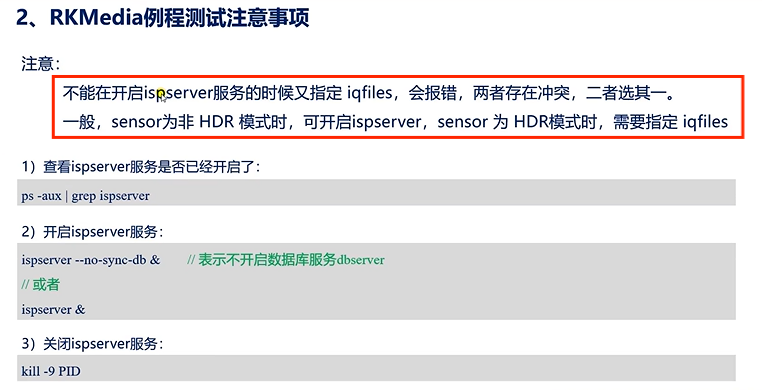 2、RKMedia例程测试注意事项
注意：
不能在开启ispserver服务的时候又指定 iqfiles，会报错，两者存在冲突，二者选其一。
一般，sensor为非 HDR 模式时，可开启ispserver，sensor 为 HDR模式时，需要指定 iqfiles
1）查看ispserver服务是否已经开启了：
ps -aux | grep ispserver
2）开启ispserver服务：
ispserver --no-sync-db & // 表示不开启数据库服务dbserver
// 或者
ispserver &
3）关闭ispserver服务：
kill -9 PID